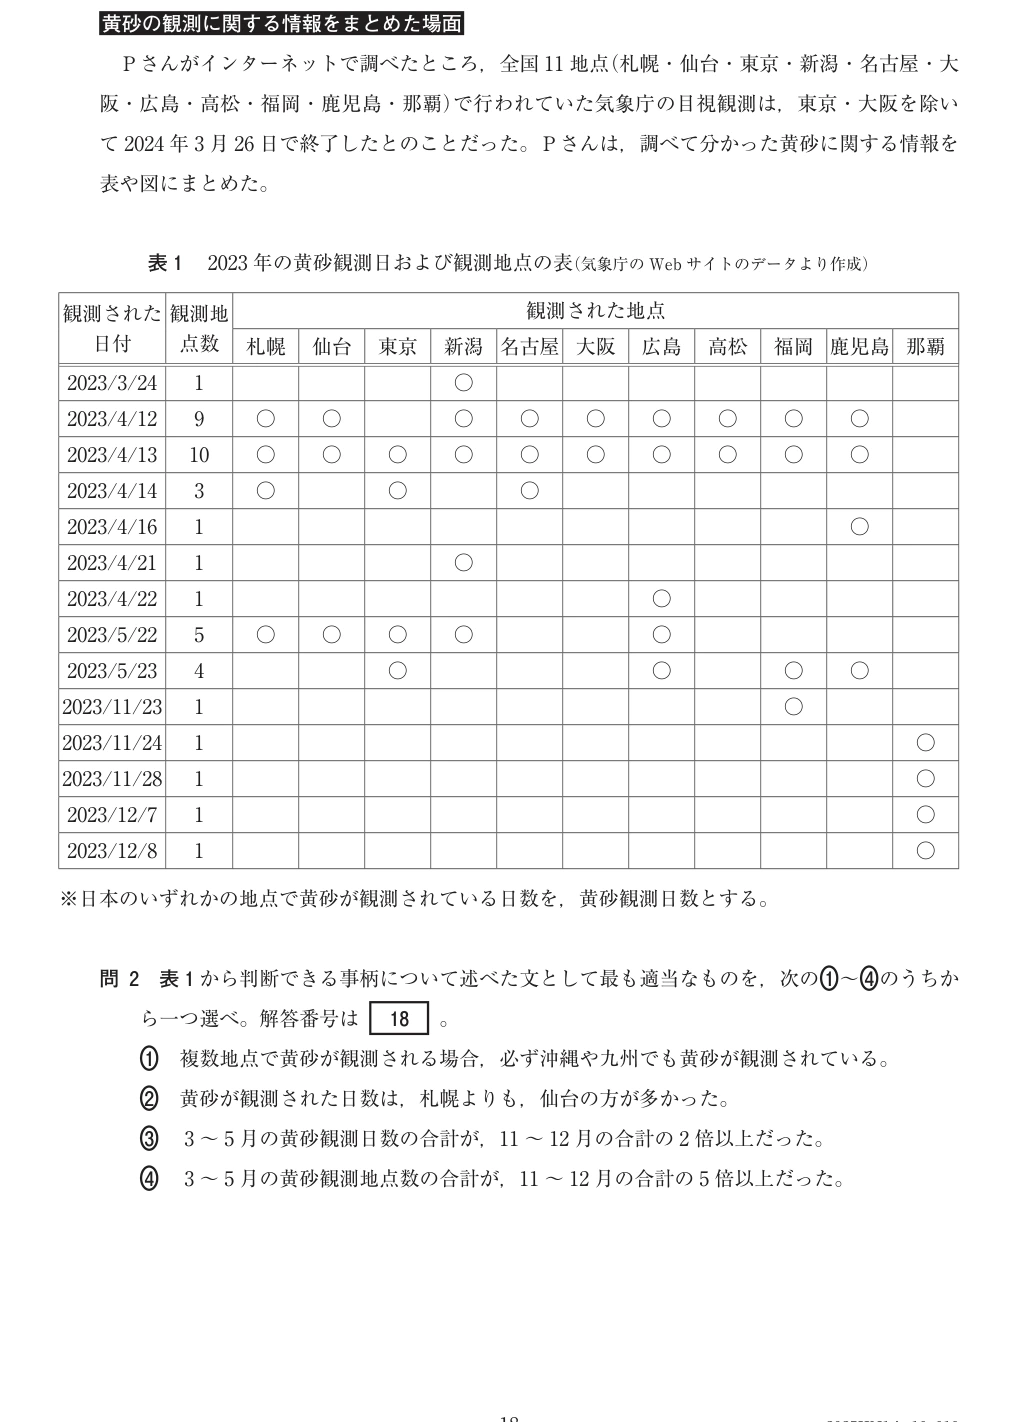 黄砂の観測に関する情報をまとめた場面
Pさんがインターネットで調べたところ，全国11地点(札幌・仙台・東京・新潟・名古屋・大
阪・広島・高松・福岡・鹿児島・那覇)で行われていた気象庁の目視観測は，東京・大阪を除い
て2024年3月26日で終了したとのことだった。Pさんは，調べて分かった黄砂に関する情報を
表や図にまとめた。
表1 2023年の黄砂観測日および観測地点の表(気象庁のWebサイトのデータより作成)
観測された日付 観測地点数 観測された地点
札幌 仙台 東京 新潟 名古屋 大阪 広島 高松 福岡 鹿児島 那覇
2023/3/24 1 ○
2023/4/12 9 ○ ○ ○ ○ ○ ○ ○ ○ ○
2023/4/13 10 ○ ○ ○ ○ ○ ○ ○ ○ ○ ○
2023/4/14 3 ○ ○ ○
2023/4/16 1 ○
2023/4/21 1 ○
2023/4/22 1 ○
2023/5/22 5 ○ ○ ○ ○ ○
2023/5/23 4 ○ ○ ○ ○
2023/11/23 1 ○
2023/11/24 1 ○
2023/11/28 1 ○
2023/12/7 1 ○
2023/12/8 1 ○
※日本のいずれかの地点で黄砂が観測されている日数を，黄砂観測日数とする。
問2 表1から判断できる事柄について述べた文として最も適当なものを，次の①～④のうちか
ら一つ選べ。解答番号は 18 。
① 複数地点で黄砂が観測される場合，必ず沖縄や九州でも黄砂が観測されている。
② 黄砂が観測された日数は，札幌よりも，仙台の方が多かった。
③ 3～5月の黄砂観測日数の合計が，11～12月の合計の2倍以上だった。
④ 3～5月の黄砂観測地点数の合計が，11～12月の合計の5倍以上だった。